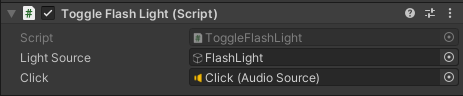 Toggle Flash Light (Script)
Script ToggleFlashLight
Light Source FlashLight
Click Click (Audio Source)